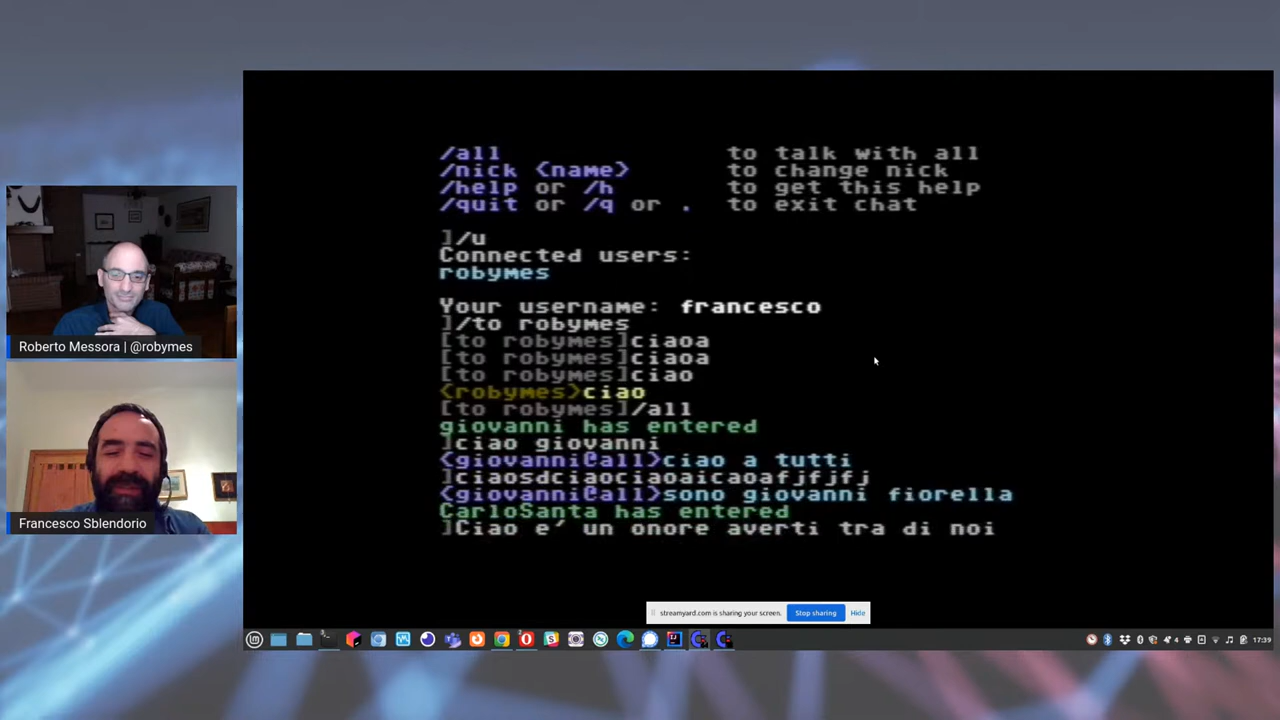 /all to talk with all
/nick <name> to change nick
/help or /h to get this help
/quit or /q or . to exit chat
]/u
Connected users:
robymes
Your username: francesco
]/to robymes
[to robymes]ciaoa
[to robymes]ciaoa
[to robymes]ciao
<robymes>ciao
[to robymes]/all
giovanni has entered
]ciao giovanni
<giovanni@all>ciao a tutti
]ciaosdciaociaoaicaoafjfjfj
<giovanni@all>sono giovanni fiorella
CarloSanta has entered
]Ciao e' un onore averti tra di noi
Roberto Messora | @robymes
Francesco Sblendorio
streamyard.com is sharing your screen. Stop sharing Hide
4 17:39